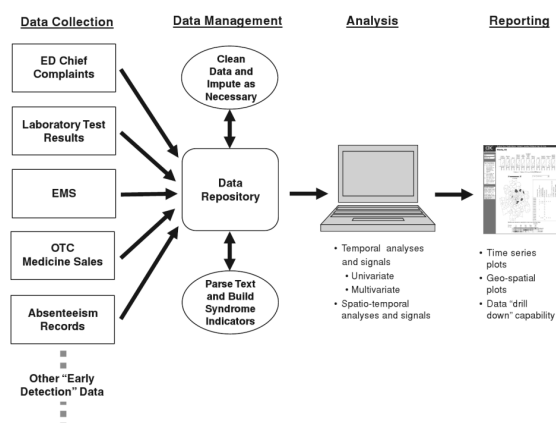 Data Collection
Data Management
Analysis
Reporting
ED Chief
Complaints
Laboratory Test
Results
EMS
OTC
Medicine Sales
Absenteeism
Records
Other “Early
Detection” Data
Clean
Data and
Impute as
Necessary
Data
Repository
Parse Text
and Build
Syndrome
Indicators
• Temporal analyses
and signals
• Univariate
• Multivariate
• Spatio-temporal
analyses and signals
• Time series
plots
• Geo-spatial
plots
• Data “drill
down” capability